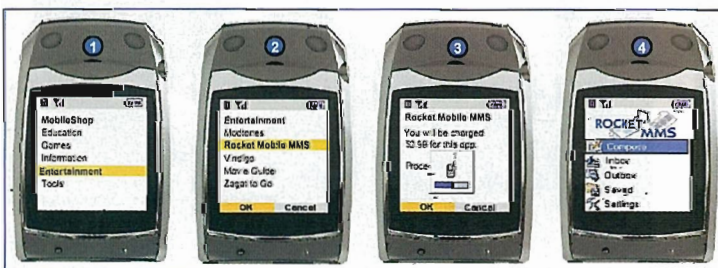 1
MobileShop
Education
Games
Information
Entertainment
Tools
2
Entertainment
Modtones
Rocket Mobile MMS
Vindigo
Movie Guide
Zagat to Go
OK Cancel
3
Rocket Mobile MMS
You will be charged
$2.99 for this app.
Proce
OK Cancel
4
ROCKET
MMS
Compose
Inbox
Outbox
Saved
Settings